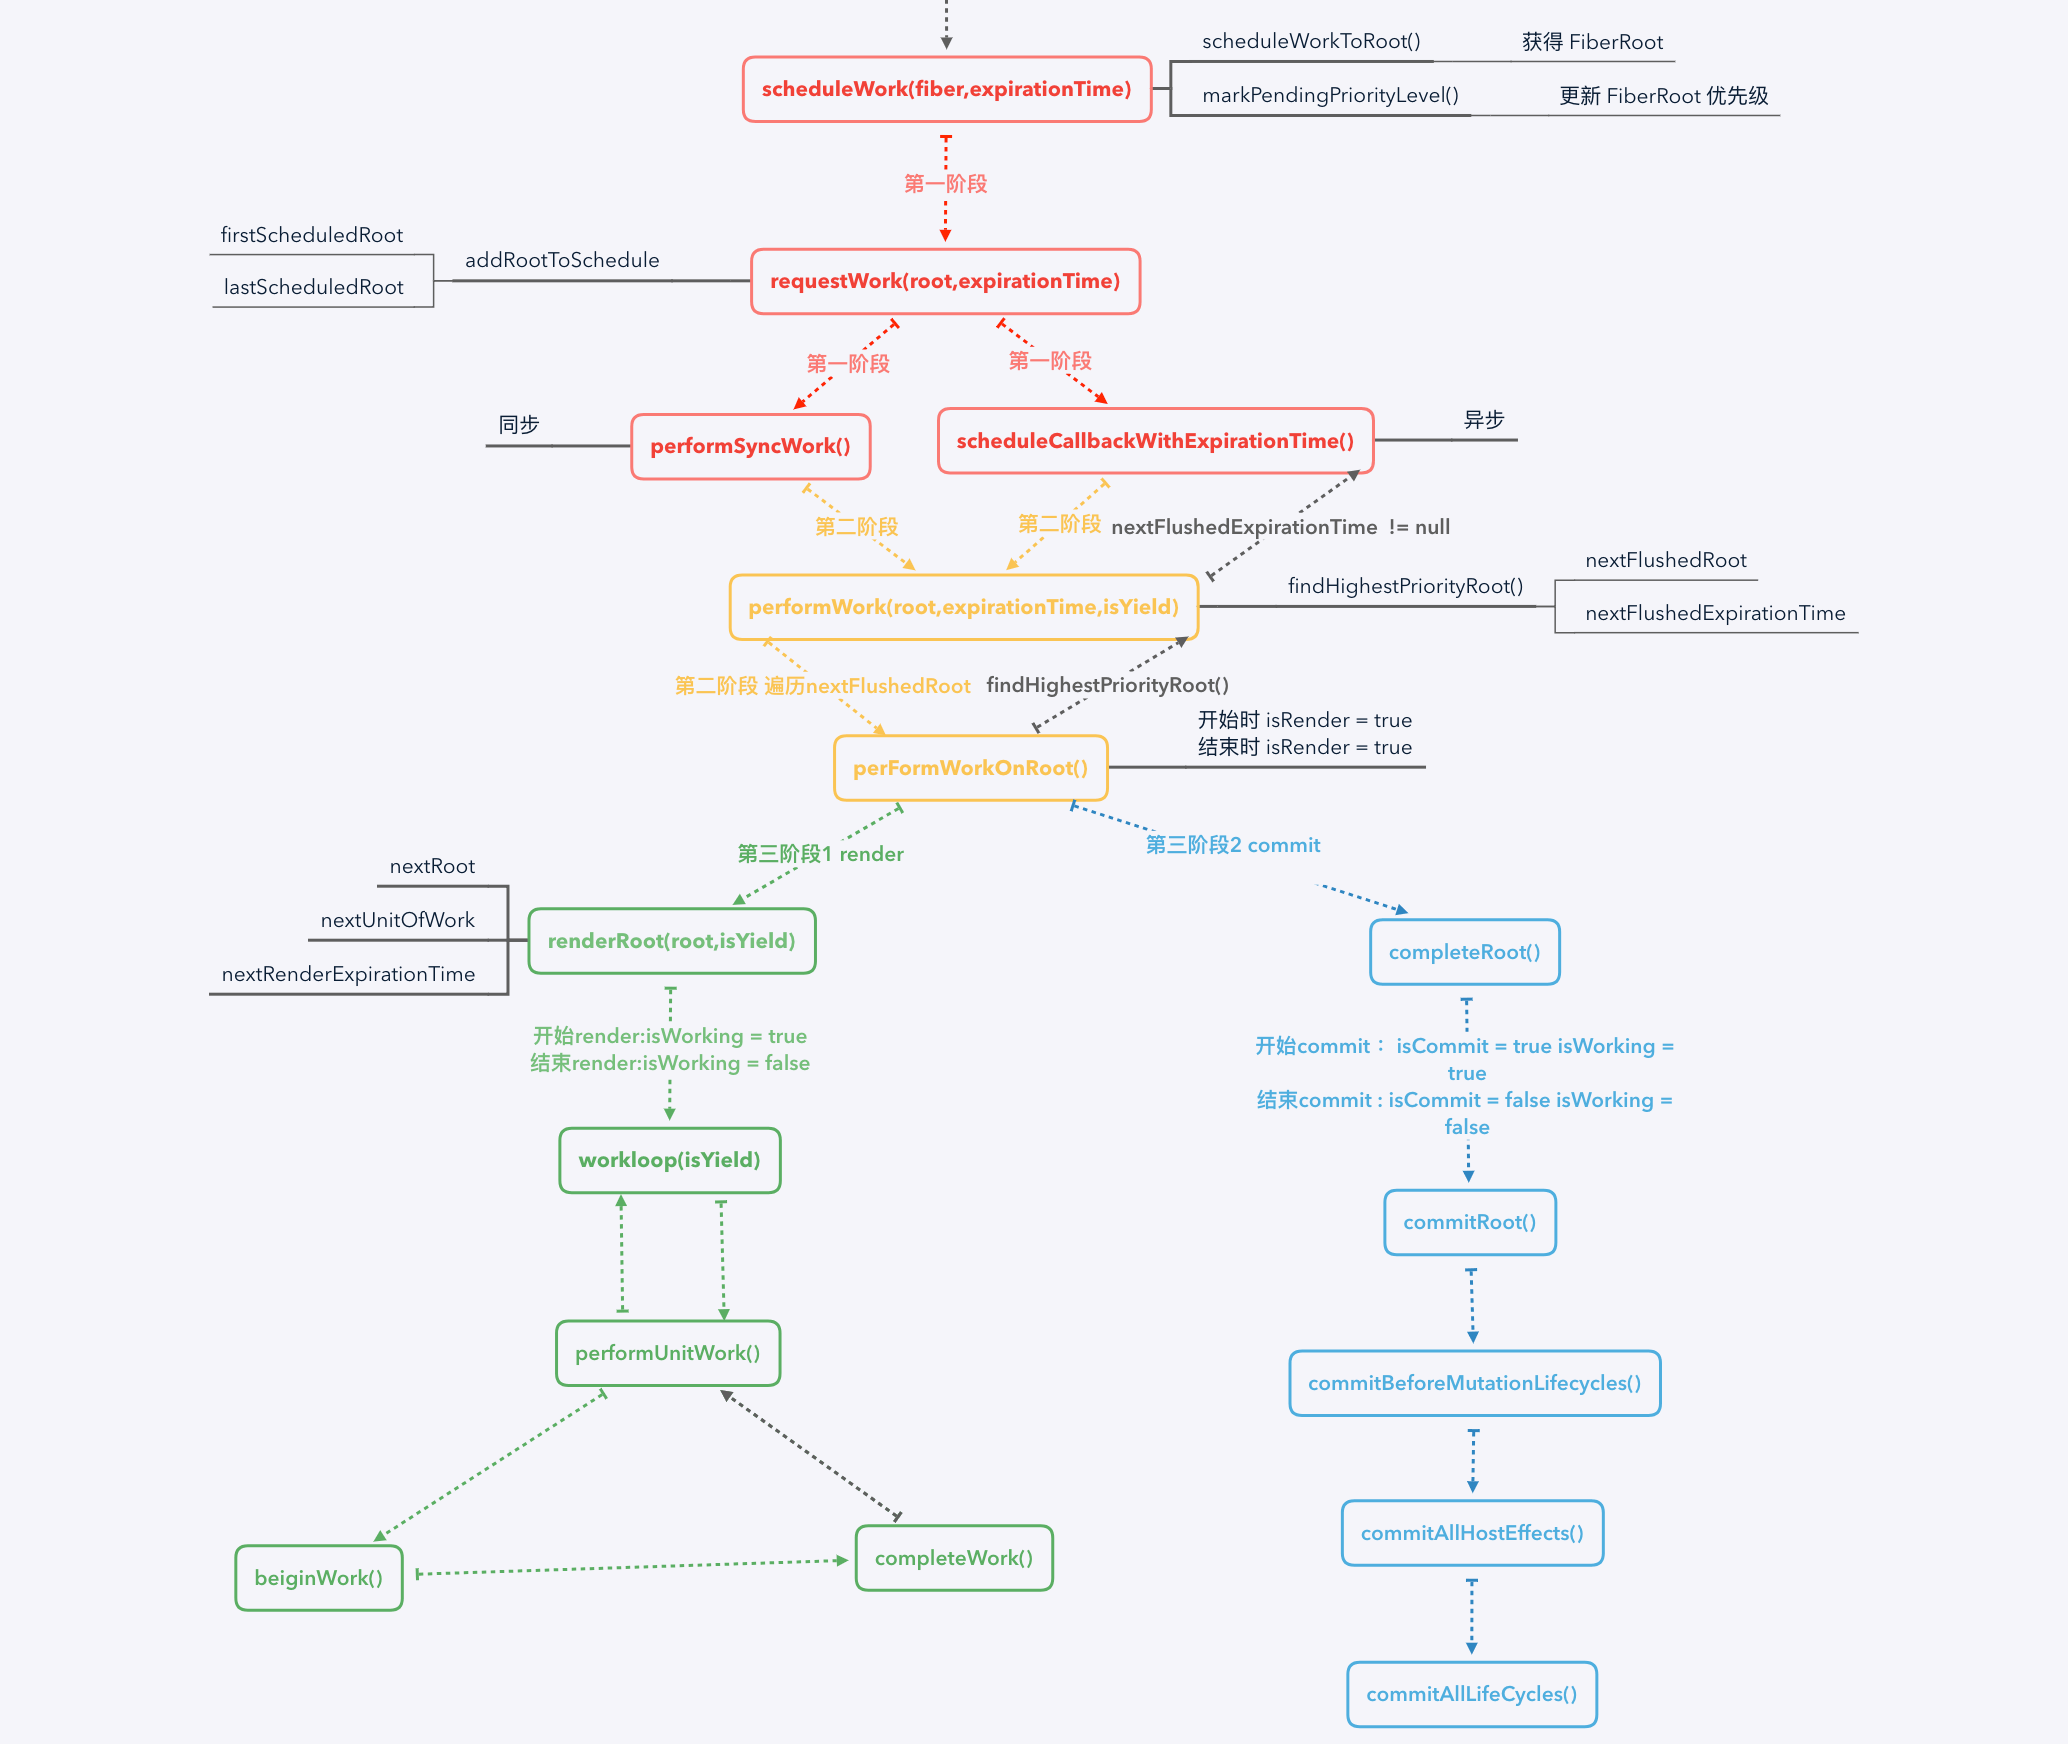 scheduleWorkToRoot()
获得 FiberRoot
scheduleWork(fiber,expirationTime)
markPendingPriorityLevel()
更新 FiberRoot 优先级
第一阶段
firstScheduledRoot
addRootToSchedule
lastScheduledRoot
requestWork(root,expirationTime)
第一阶段
第一阶段
同步
performSyncWork()
scheduleCallbackWithExpirationTime()
异步
第二阶段
第二阶段
nextFlushedExpirationTime != null
performWork(root,expirationTime,isYield)
findHighestPriorityRoot()
nextFlushedRoot
nextFlushedExpirationTime
第二阶段 遍历nextFlushedRoot
findHighestPriorityRoot()
开始时 isRender = true
结束时 isRender = true
perFormWorkOnRoot()
第三阶段1 render
第三阶段2 commit
nextRoot
nextUnitOfWork
nextRenderExpirationTime
renderRoot(root,isYield)
completeRoot()
开始render:isWorking = true
结束render:isWorking = false
开始commit： isCommit = true isWorking =
true
结束commit : isCommit = false isWorking =
false
workloop(isYield)
commitRoot()
performUnitWork()
commitBeforeMutationLifecycles()
commitAllHostEffects()
beiginWork()
completeWork()
commitAllLifeCycles()